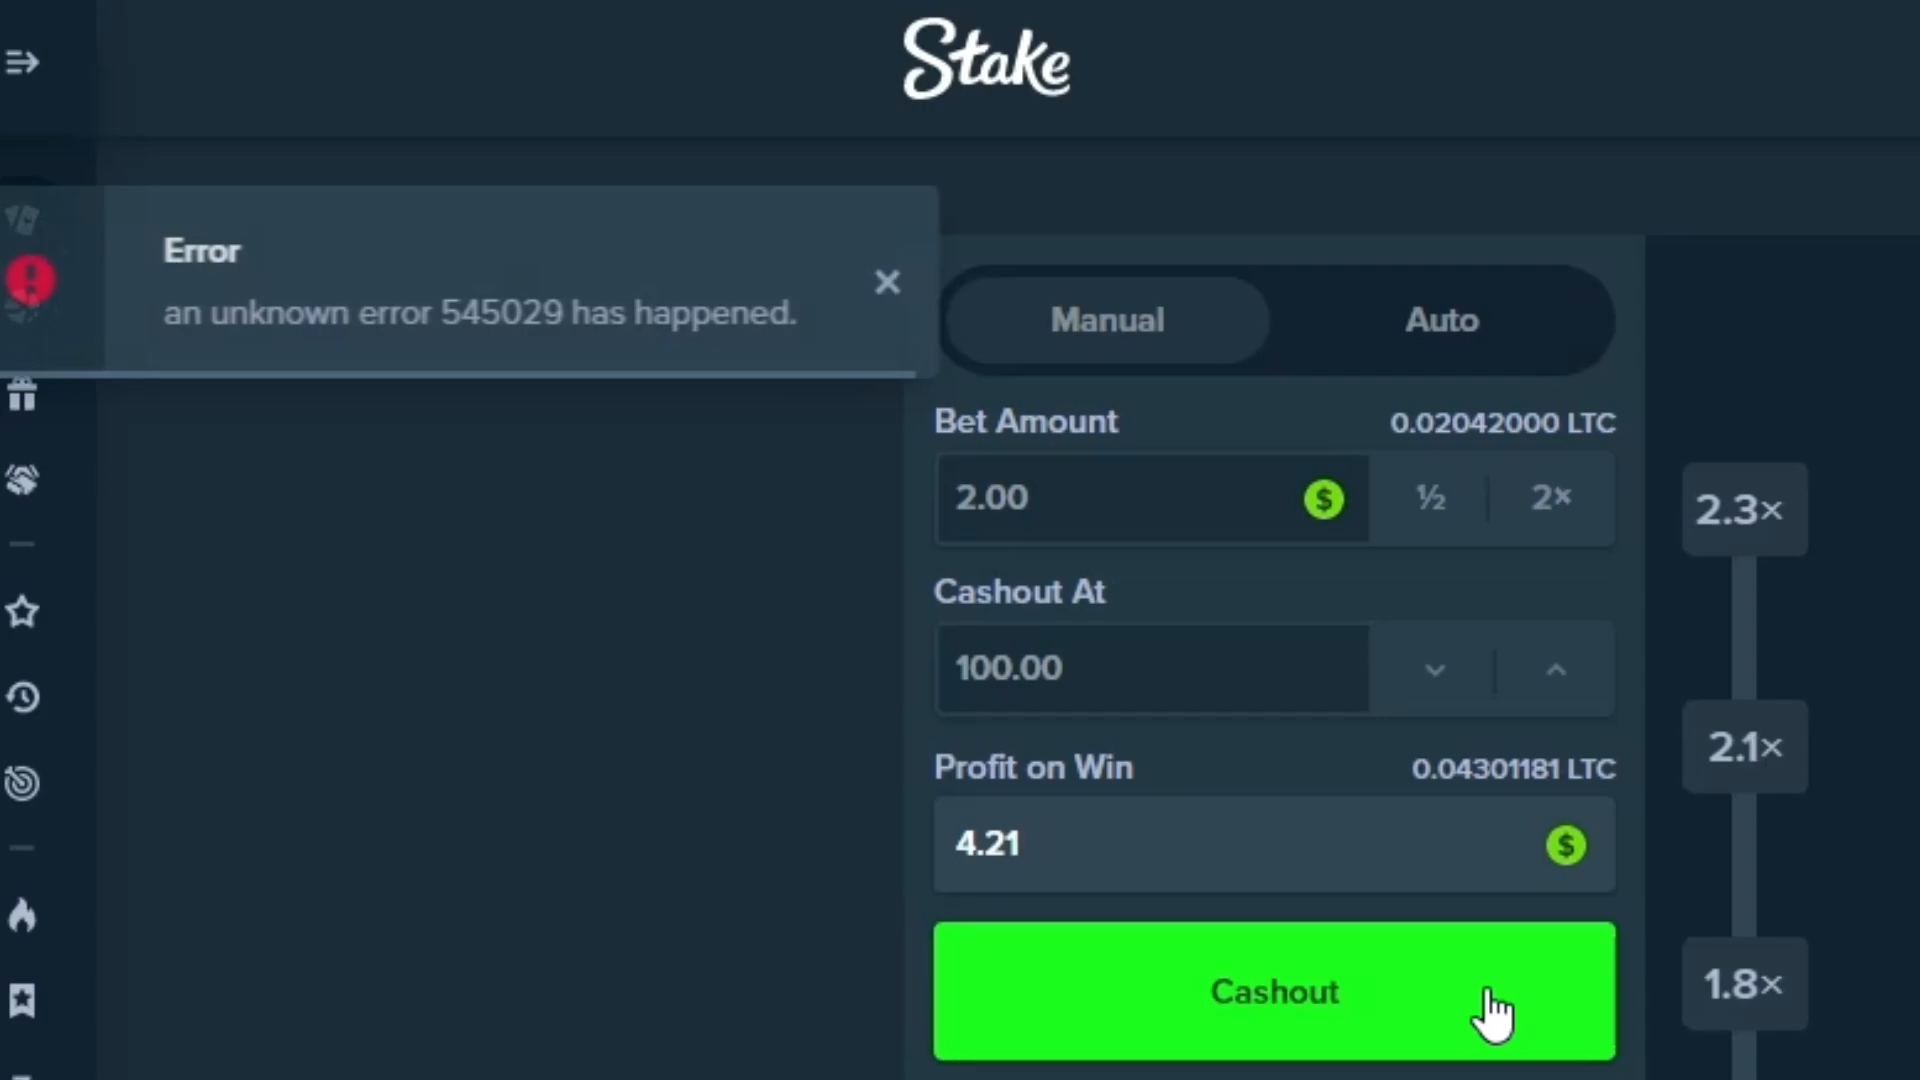 Stake
Error
an unknown error 545029 has happened.
Manual
Auto
Bet Amount
0.02042000 LTC
2.00
$
½
2×
Cashout At
100.00
Profit on Win
0.04301181 LTC
4.21
$
Cashout
2.3×
2.1×
1.8×